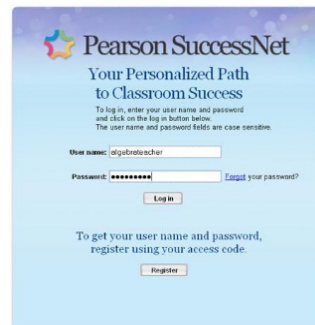 Pearson SuccessNet
Your Personalized Path
to Classroom Success
To log in, enter your user name and password
and click on the log in button below.
The user name and password fields are case sensitive.
User name: algebrateacher
Password: •••••••••
Forgot your password?
Log in
To get your user name and password,
register using your access code.
Register